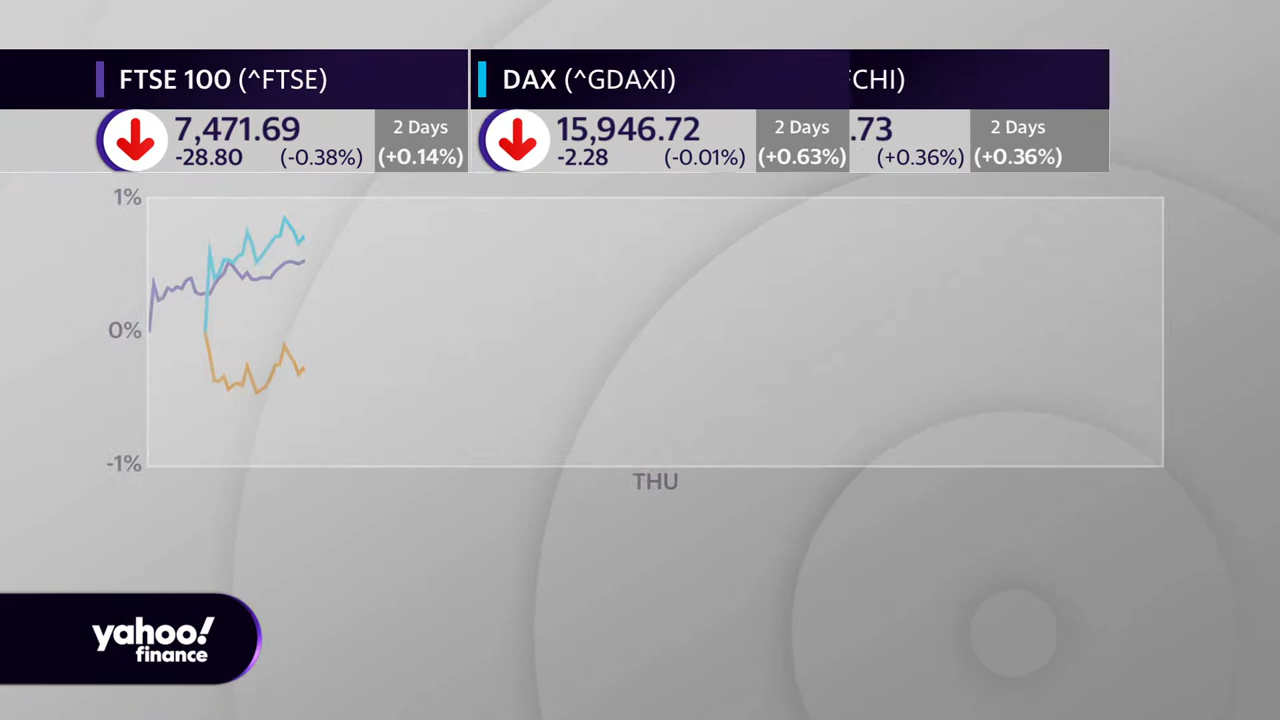 FTSE 100 (^FTSE)
DAX (^GDAXI)
FCHI)
7,471.69
-28.80 (-0.38%)
2 Days
(+0.14%)
15,946.72
-2.28 (-0.01%)
2 Days
(+0.63%)
.73
(+0.36%)
2 Days
(+0.36%)
1%
0%
-1%
THU
yahoo!
finance